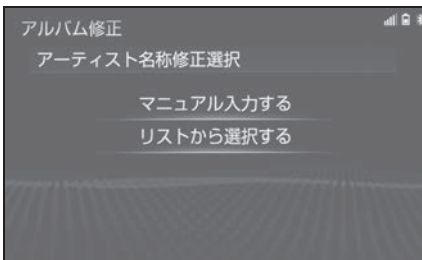 アルバム修正
アーティスト名称修正選択
マニュアル入力する
リストから選択する